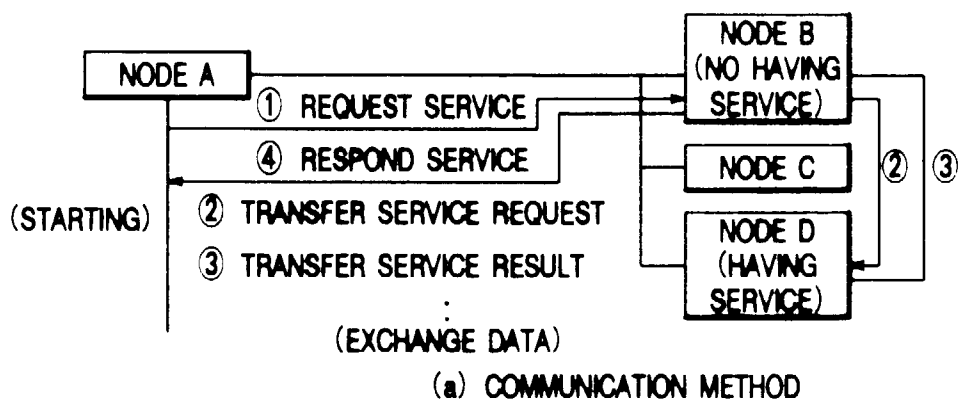 NODE A
① REQUEST SERVICE
④ RESPOND SERVICE
(STARTING)
② TRANSFER SERVICE REQUEST
③ TRANSFER SERVICE RESULT
(EXCHANGE DATA)
NODE B
(NO HAVING
SERVICE)
NODE C
NODE D
(HAVING
SERVICE)
②
③
(a) COMMUNICATION METHOD